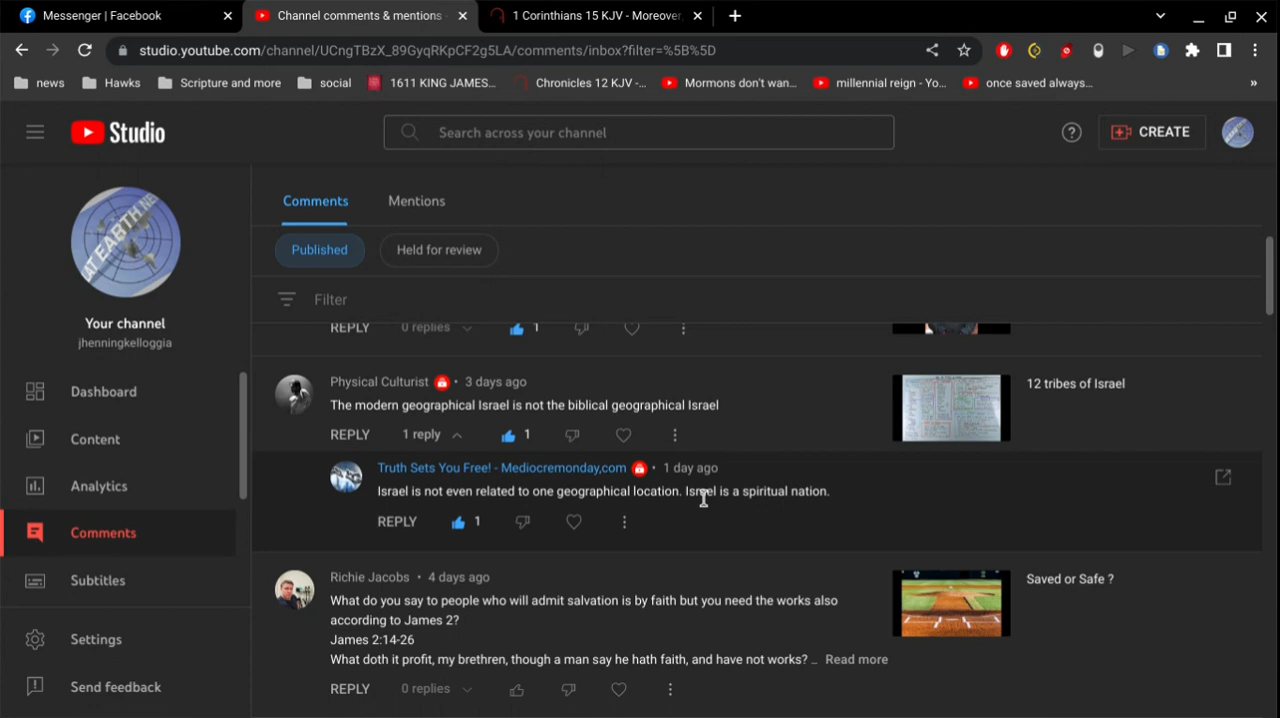 Messenger | Facebook
Channel comments & mentions
1 Corinthians 15 KJV - Moreover,
studio.youtube.com/channel/UCngTBzX_89GyqRKpCF2g5LA/comments/inbox?filter=%5B%5D
news
Hawks
Scripture and more
social
1611 KING JAMES...
Chronicles 12 KJV -...
Mormons don't wan...
millennial reign - Yo...
once saved always...
»
Studio
Search across your channel
CREATE
Your channel
jhenningkelloggia
Dashboard
Content
Analytics
Comments
Subtitles
Settings
Send feedback
Comments
Mentions
Published
Held for review
Filter
REPLY 0 replies 1
Physical Culturist • 3 days ago
The modern geographical Israel is not the biblical geographical Israel
REPLY 1 reply 1
12 tribes of Israel
Truth Sets You Free! - Mediocremonday,com • 1 day ago
Israel is not even related to one geographical location. Israel is a spiritual nation.
REPLY 1
Richie Jacobs • 4 days ago
What do you say to people who will admit salvation is by faith but you need the works also
according to James 2?
James 2:14-26
What doth it profit, my brethren, though a man say he hath faith, and have not works? ... Read more
REPLY 0 replies
Saved or Safe ?